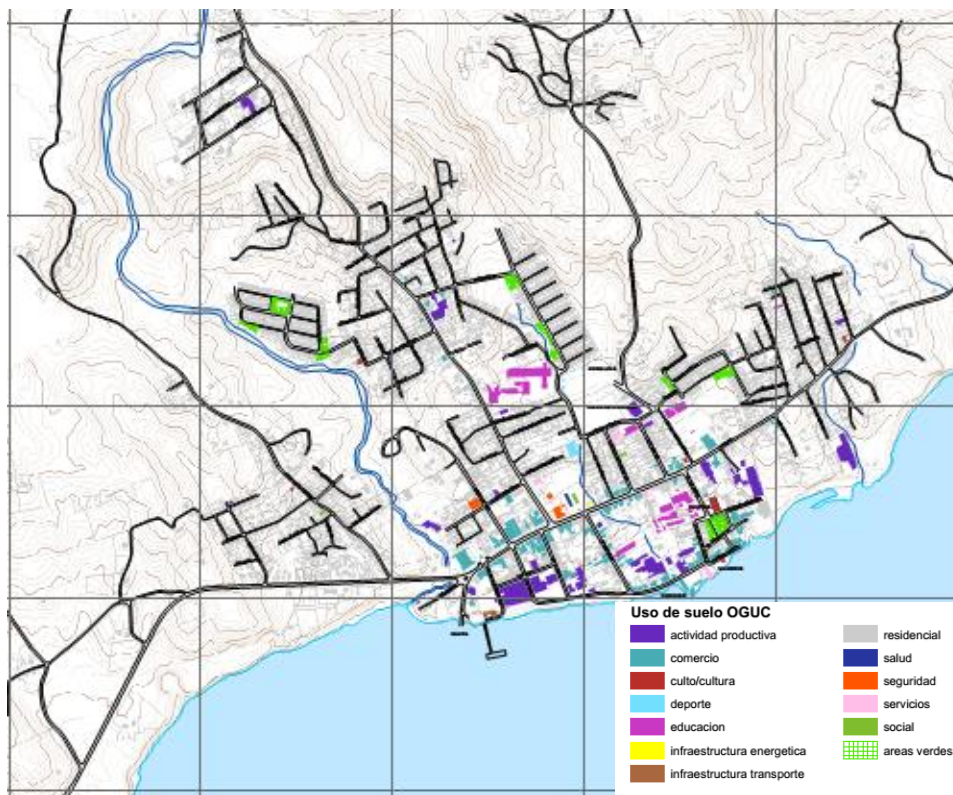 Uso de suelo OGUC
actividad productiva
comercio
culto/cultura
deporte
educacion
infraestructura energetica
infraestructura transporte
residencial
salud
seguridad
servicios
social
areas verdes